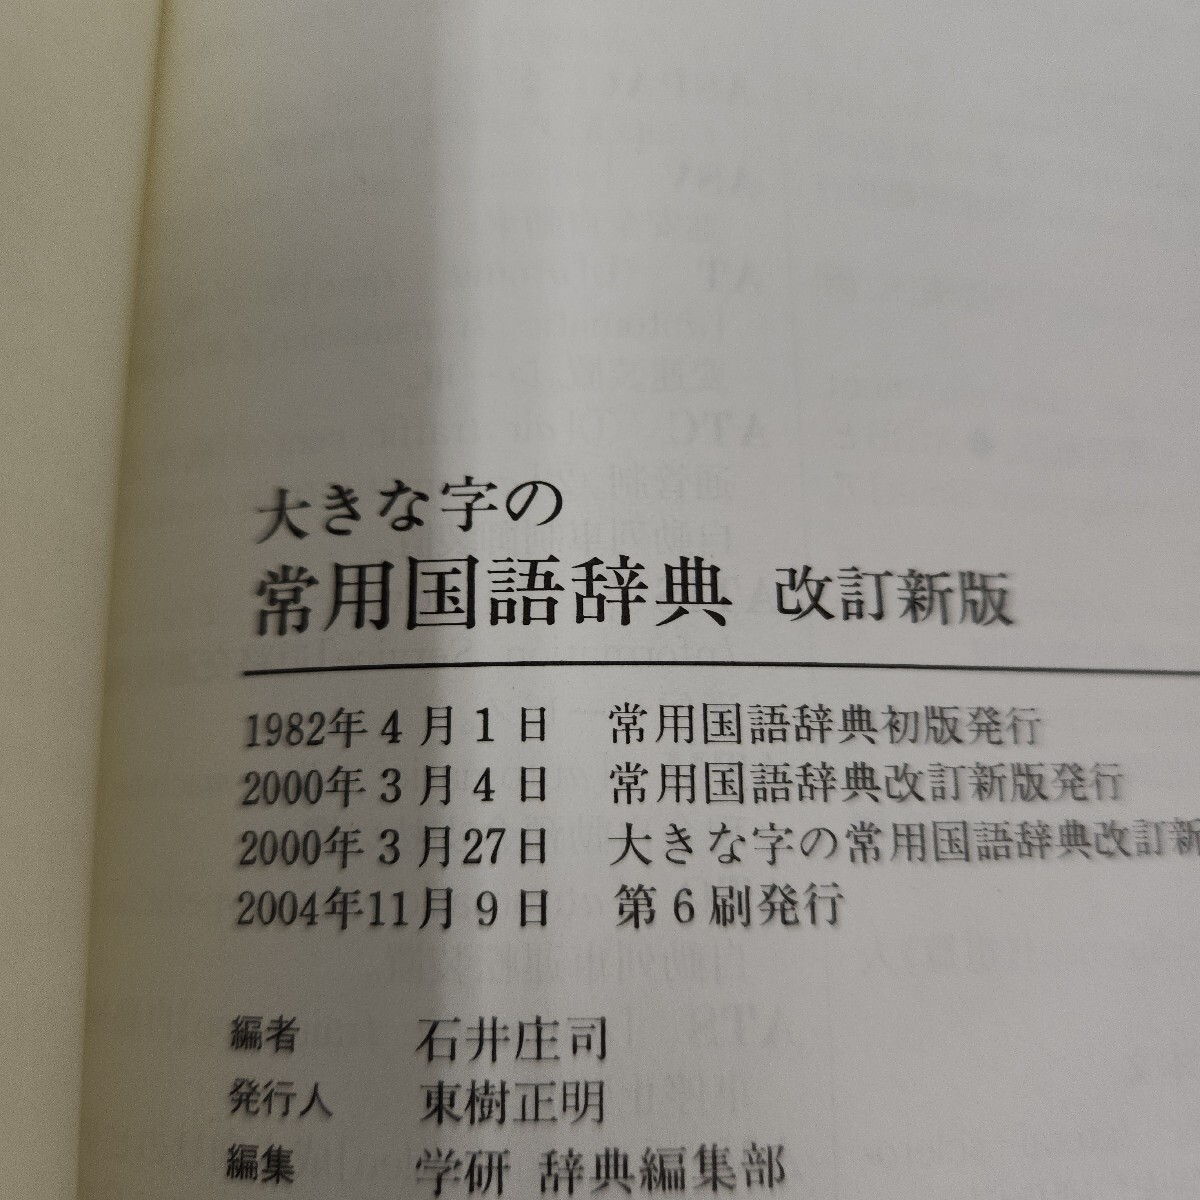 大きな字の
常用国語辞典 改訂新版
1982年4月1日 常用国語辞典初版発行
2000年3月4日 常用国語辞典改訂新版発行
2000年3月27日 大きな字の常用国語辞典改訂新
2004年11月9日 第6刷発行
編者 石井庄司
発行人 東樹正明
編集 学研 辞典編集部